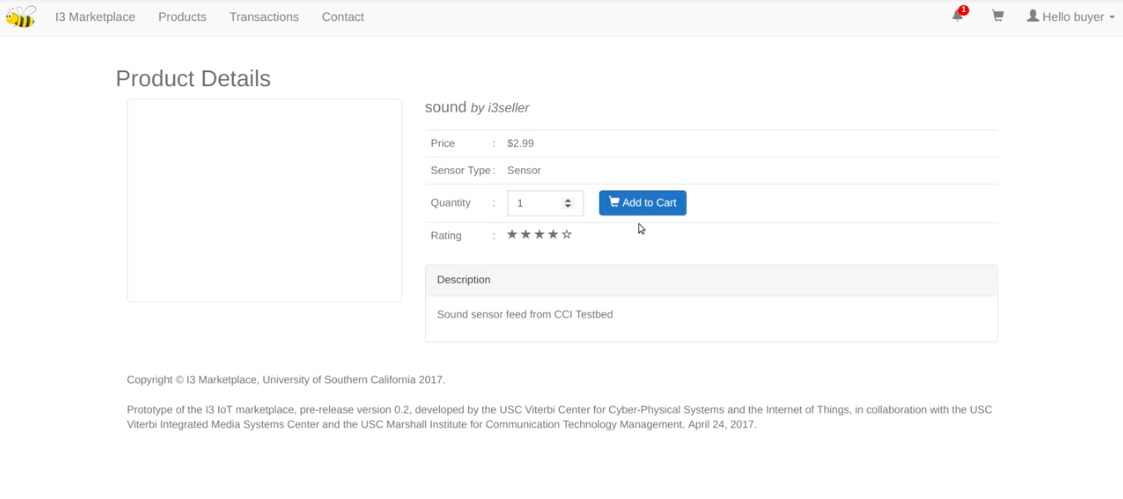 I3 Marketplace Products Transactions Contact 1 Hello buyer
Product Details
sound by i3seller
Price : $2.99
Sensor Type : Sensor
Quantity : 1 Add to Cart
Rating :
Description
Sound sensor feed from CCI Testbed
Copyright © I3 Marketplace, University of Southern California 2017.
Prototype of the I3 IoT marketplace, pre-release version 0.2, developed by the USC Viterbi Center for Cyber-Physical Systems and the Internet of Things, in collaboration with the USC
Viterbi Integrated Media Systems Center and the USC Marshall Institute for Communication Technology Management. April 24, 2017.